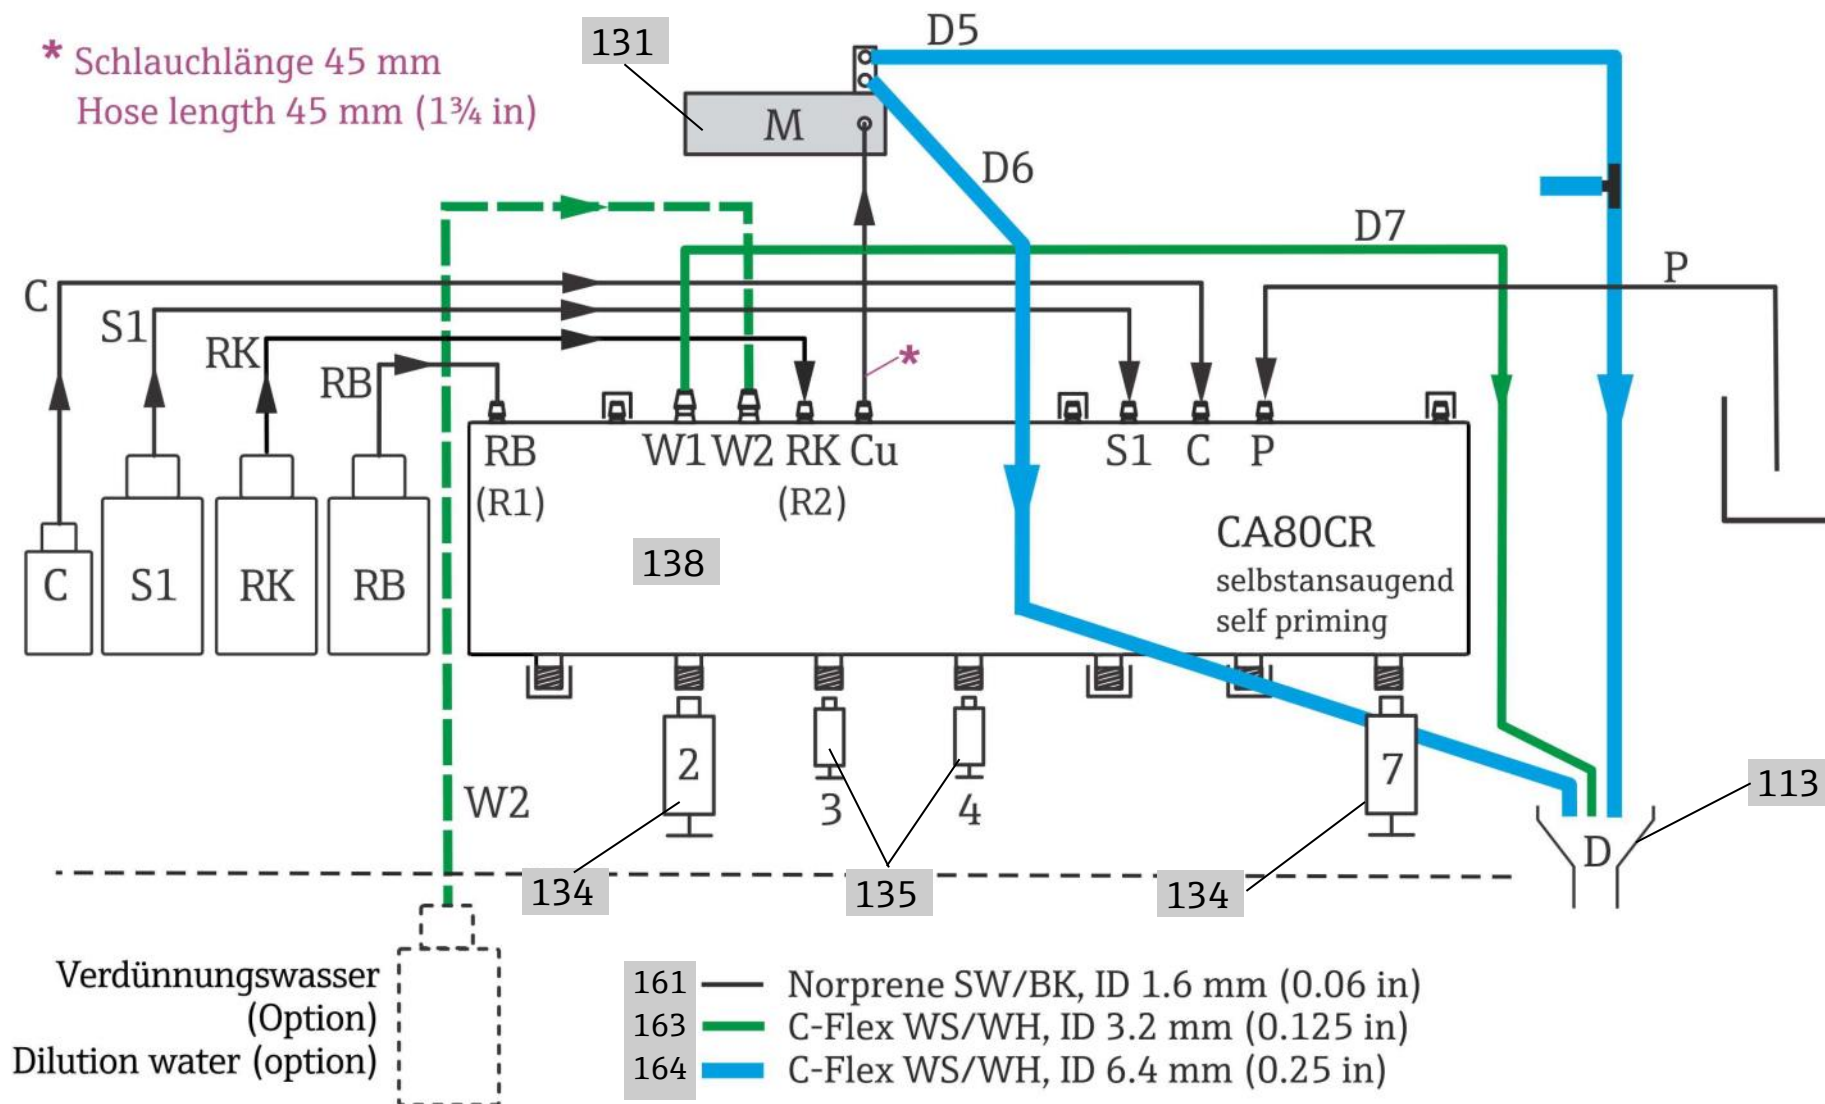 * Schlauchlänge 45 mm
Hose length 45 mm (1¾ in)
131
D5
M
D6
D7
P
C
S1
RK
RB
*
RB
(R1)
W1
W2
RK
(R2)
Cu
S1
C
P
C
S1
RK
RB
138
CA80CR
selbstansaugend
self priming
W2
2
3
4
7
113
D
134
135
134
Verdünnungswasser
(Option)
Dilution water (option)
161 Norprene SW/BK, ID 1.6 mm (0.06 in)
163 C-Flex WS/WH, ID 3.2 mm (0.125 in)
164 C-Flex WS/WH, ID 6.4 mm (0.25 in)